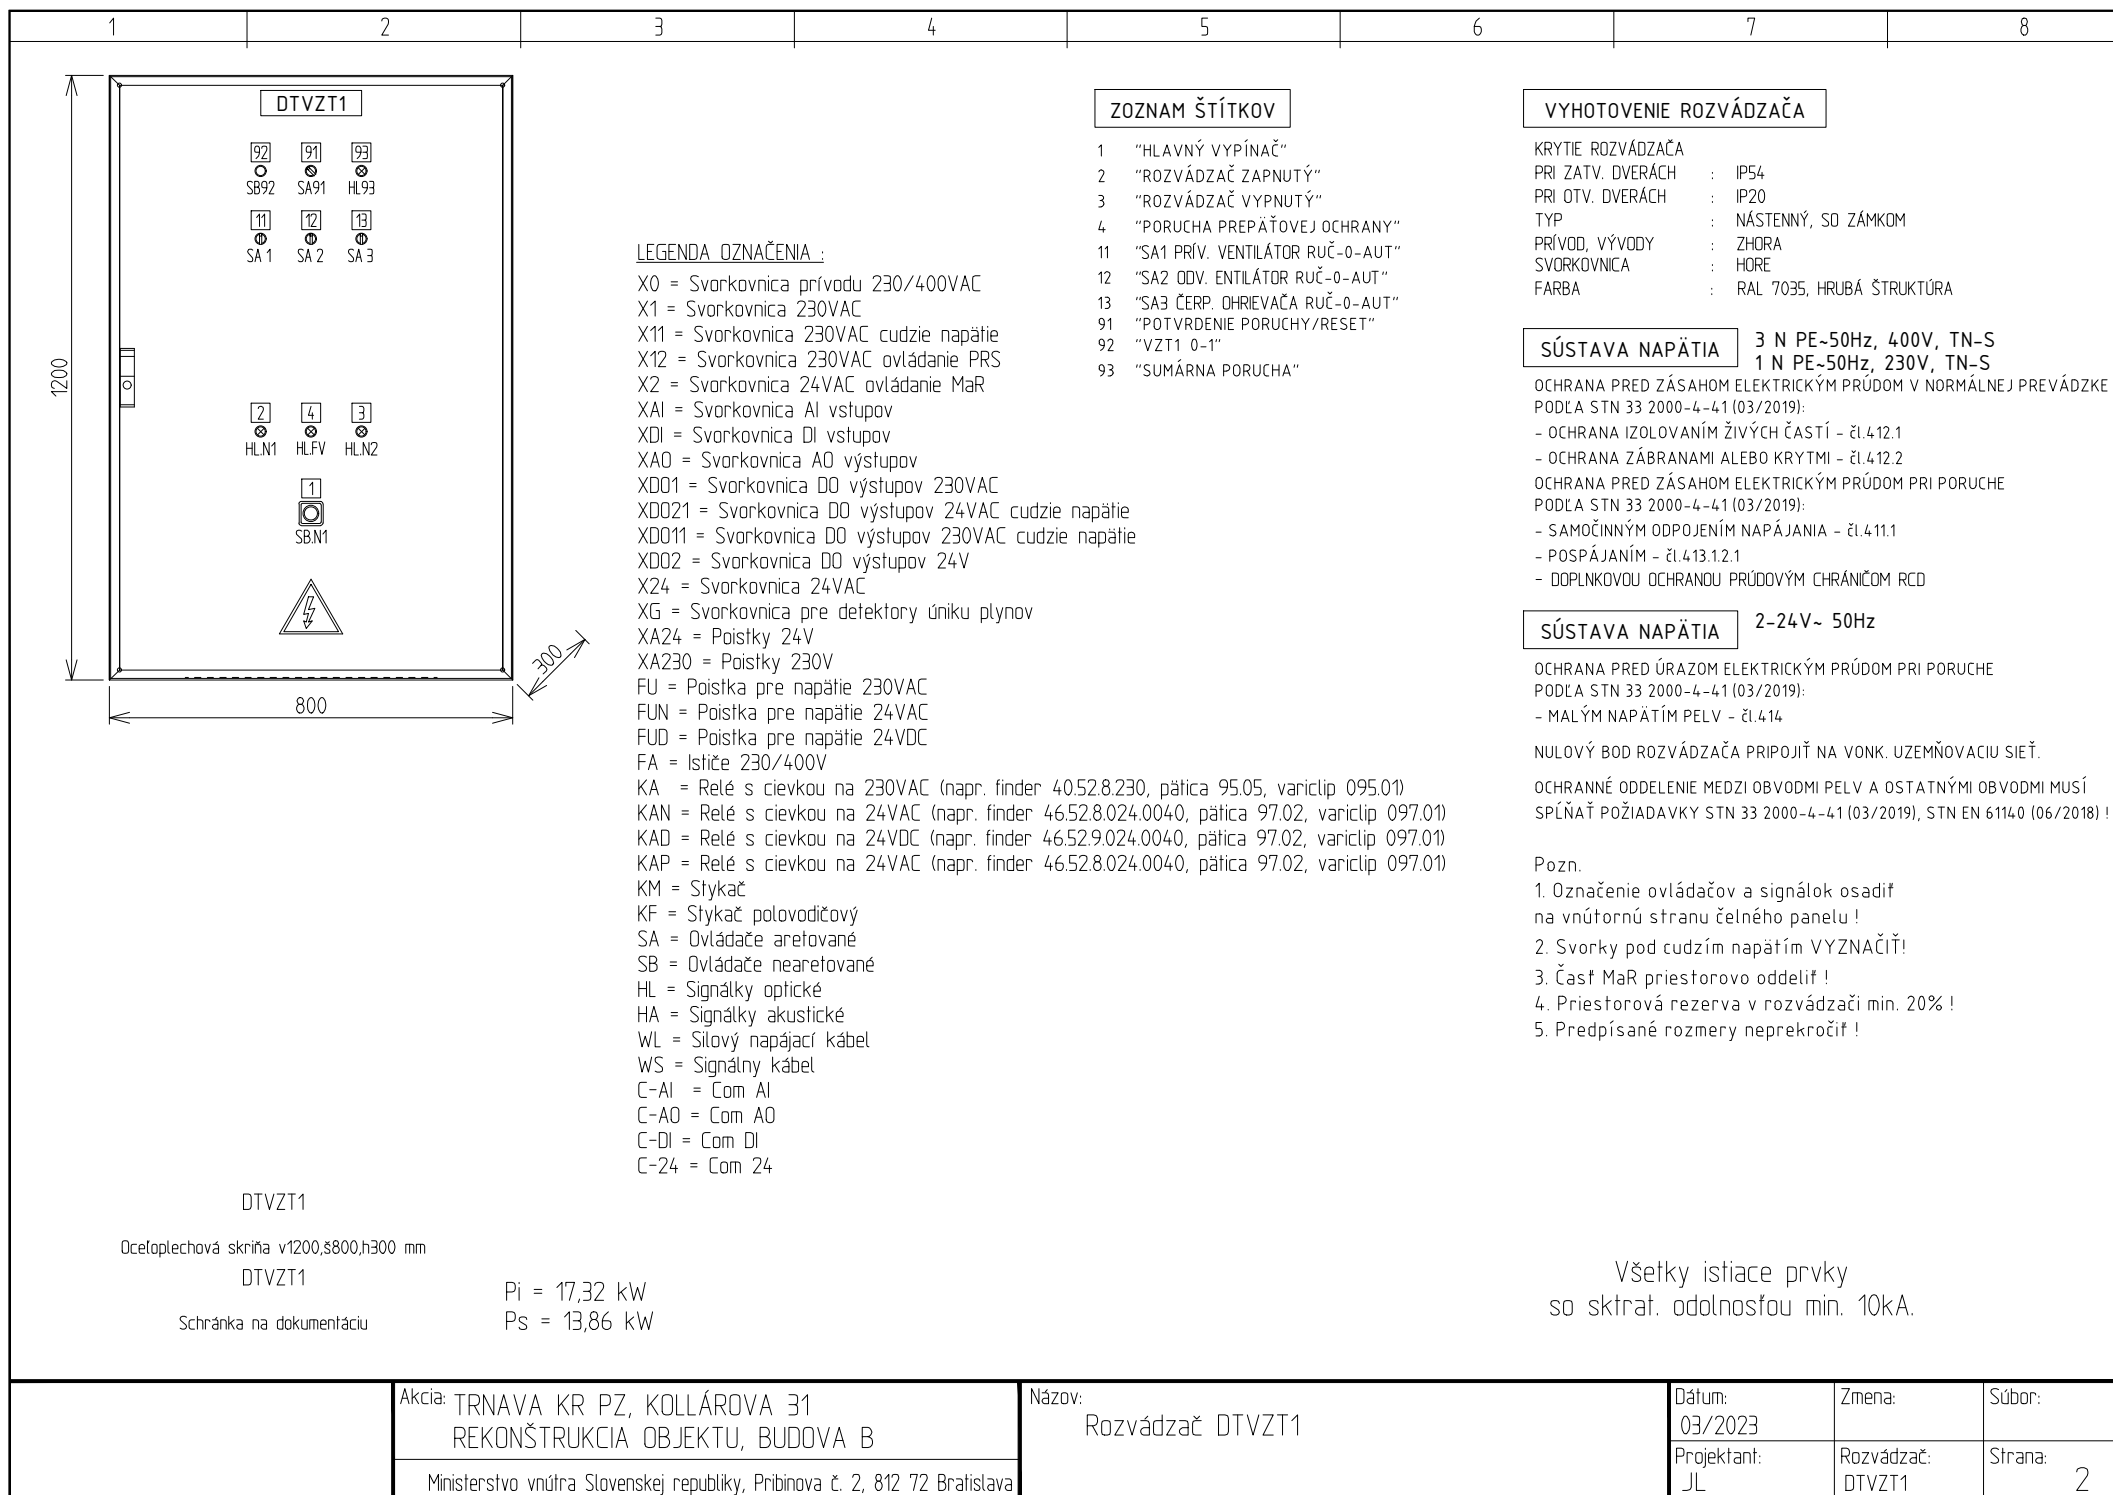 1 2 3 4 5 6 7 8
DTVZT1
92 91 93
SB92 SA91 HL93
11 12 13
SA 1 SA 2 SA 3
1200
2 4 3
HL.N1 HL.FV HL.N2
1
SB.N1
300
800
LEGENDA OZNAČENIA :
X0 = Svorkovnica prívodu 230/400VAC
X1 = Svorkovnica 230VAC
X11 = Svorkovnica 230VAC cudzie napätie
X12 = Svorkovnica 230VAC ovládanie PRS
X2 = Svorkovnica 24VAC ovládanie MaR
XAI = Svorkovnica AI vstupov
XDI = Svorkovnica DI vstupov
XAO = Svorkovnica AO výstupov
XDO1 = Svorkovnica DO výstupov 230VAC
XDO21 = Svorkovnica DO výstupov 24VAC cudzie napätie
XDO11 = Svorkovnica DO výstupov 230VAC cudzie napätie
XDO2 = Svorkovnica DO výstupov 24V
X24 = Svorkovnica 24VAC
XG = Svorkovnica pre detektory úniku plynov
XA24 = Poistky 24V
XA230 = Poistky 230V
FU = Poistka pre napätie 230VAC
FUN = Poistka pre napätie 24VAC
FUD = Poistka pre napätie 24VDC
FA = Ističe 230/400V
KA = Relé s cievkou na 230VAC (napr. finder 40.52.8.230, pätica 95.05, variclip 095.01)
KAN = Relé s cievkou na 24VAC (napr. finder 46.52.8.024.0040, pätica 97.02, variclip 097.01)
KAD = Relé s cievkou na 24VDC (napr. finder 46.52.9.024.0040, pätica 97.02, variclip 097.01)
KAP = Relé s cievkou na 24VAC (napr. finder 46.52.8.024.0040, pätica 97.02, variclip 097.01)
KM = Stykač
KF = Stykač polovodičový
SA = Ovládače aretované
SB = Ovládače nearetované
HL = Signálky optické
HA = Signálky akustické
WL = Silový napájací kábel
WS = Signálny kábel
C-AI = Com AI
C-AO = Com AO
C-DI = Com DI
C-24 = Com 24
ZOZNAM ŠTÍTKOV
1 "HLAVNÝ VYPÍNAČ"
2 "ROZVÁDZAČ ZAPNUTÝ"
3 "ROZVÁDZAČ VYPNUTÝ"
4 "PORUCHA PREPÄŤOVEJ OCHRANY"
11 "SA1 PRÍV. VENTILÁTOR RUČ-0-AUT"
12 "SA2 ODV. ENTILÁTOR RUČ-0-AUT"
13 "SA3 ČERP. OHRIEVAČA RUČ-0-AUT"
91 "POTVRDENIE PORUCHY/RESET"
92 "VZT1 0-1"
93 "SUMÁRNA PORUCHA"
VYHOTOVENIE ROZVÁDZAČA
KRYTIE ROZVÁDZAČA
PRI ZATV. DVERÁCH : IP54
PRI OTV. DVERÁCH : IP20
TYP : NÁSTENNÝ, SO ZÁMKOM
PRÍVOD, VÝVODY : ZHORA
SVORKOVNICA : HORE
FARBA : RAL 7035, HRUBÁ ŠTRUKTÚRA
SÚSTAVA NAPÄTIA
3 N PE~50Hz, 400V, TN-S
1 N PE~50Hz, 230V, TN-S
OCHRANA PRED ZÁSAHOM ELEKTRICKÝM PRÚDOM V NORMÁLNEJ PREVÁDZKE
PODĽA STN 33 2000-4-41 (03/2019):
- OCHRANA IZOLOVANÍM ŽIVÝCH ČASTÍ - čl.412.1
- OCHRANA ZÁBRANAMI ALEBO KRYTMI - čl.412.2
OCHRANA PRED ZÁSAHOM ELEKTRICKÝM PRÚDOM PRI PORUCHE
PODĽA STN 33 2000-4-41 (03/2019):
- SAMOČINNÝM ODPOJENÍM NAPÁJANIA - čl.411.1
- POSPÁJANÍM - čl.413.1.2.1
- DOPLNKOVOU OCHRANOU PRÚDOVÝM CHRÁNIČOM RCD
SÚSTAVA NAPÄTIA
2-24V~ 50Hz
OCHRANA PRED ÚRAZOM ELEKTRICKÝM PRÚDOM PRI PORUCHE
PODĽA STN 33 2000-4-41 (03/2019):
- MALÝM NAPÄTÍM PELV - čl.414
NULOVÝ BOD ROZVÁDZAČA PRIPOJIŤ NA VONK. UZEMŇOVACIU SIEŤ.
OCHRANNÉ ODDELENIE MEDZI OBVODMI PELV A OSTATNÝMI OBVODMI MUSÍ
SPĹŇAŤ POŽIADAVKY STN 33 2000-4-41 (03/2019), STN EN 61140 (06/2018) !
Pozn.
1. Označenie ovládačov a signálok osadiť
na vnútornú stranu čelného panelu !
2. Svorky pod cudzím napätím VYZNAČIŤ!
3. Časť MaR priestorovo oddeliť !
4. Priestorová rezerva v rozvádzači min. 20% !
5. Predpísané rozmery neprekročiť !
DTVZT1
Oceľoplechová skriňa v1200,š800,h300 mm
DTVZT1
Schránka na dokumentáciu
Pi = 17,32 kW
Ps = 13,86 kW
Všetky istiace prvky
so sktrat. odolnosťou min. 10kA.
Akcia: TRNAVA KR PZ, KOLLÁROVA 31
REKONŠTRUKCIA OBJEKTU, BUDOVA B
Ministerstvo vnútra Slovenskej republiky, Pribinova č. 2, 812 72 Bratislava
Názov:
Rozvádzač DTVZT1
Dátum: Zmena: Súbor:
03/2023
Projektant: Rozvádzač: Strana:
JL DTVZT1 2